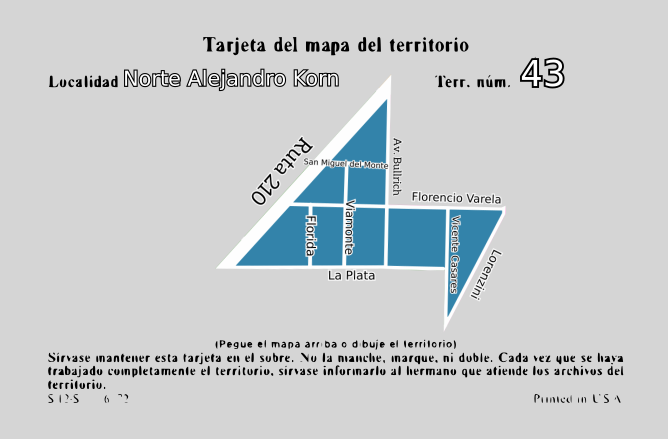 Tarjeta del mapa del territorio
Localidad Norte Alejandro Korn Terr. núm. 43
Ruta 210
San Miguel del Monte
Av. Bullrich
Florencio Varela
Florida
Viamonte
Vicente Casares
Lorenzini
La Plata
(Pegue el mapa arriba o dibuje el territorio)
Sírvase mantener esta tarjeta en el sobre. No la manche, marque, ni doble. Cada vez que se haya
trabajado completamente el territorio, sírvase informarlo al hermano que atiende los archivos del
territorio.
S-12-S 6-72 Printed in U.S.A.